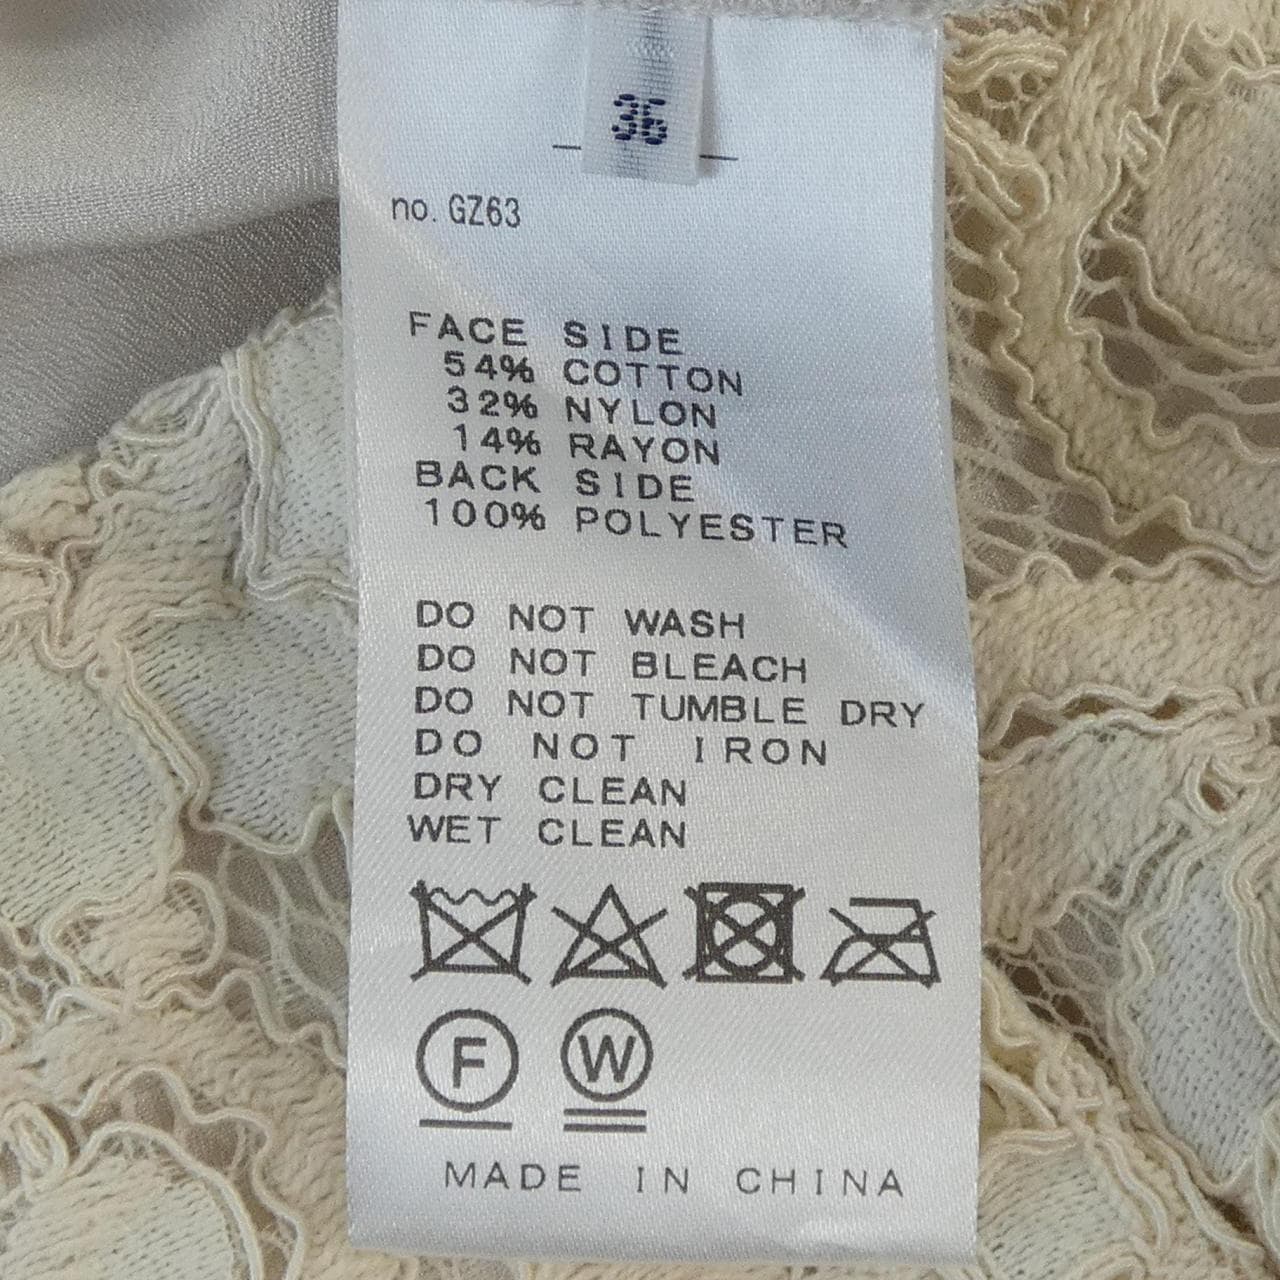 36
no. GZ63
FACE SIDE
54% COTTON
32% NYLON
14% RAYON
BACK SIDE
100% POLYESTER
DO NOT WASH
DO NOT BLEACH
DO NOT TUMBLE DRY
DO NOT IRON
DRY CLEAN
WET CLEAN
F W
MADE IN CHINA